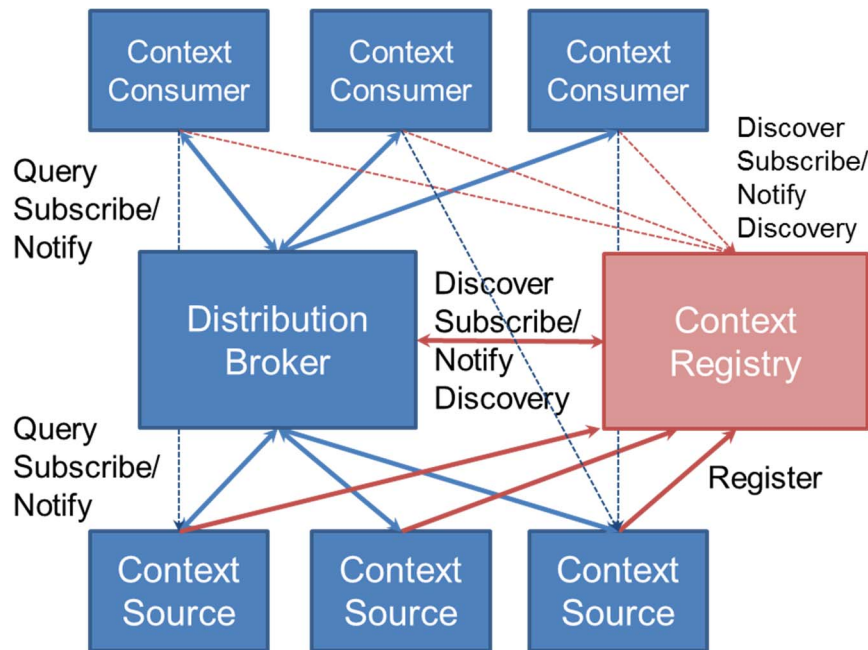 Context
Consumer
Context
Consumer
Context
Consumer
Discover
Subscribe/
Notify
Discovery
Query
Subscribe/
Notify
Distribution
Broker
Discover
Subscribe/
Notify
Discovery
Context
Registry
Query
Subscribe/
Notify
Register
Context
Source
Context
Source
Context
Source